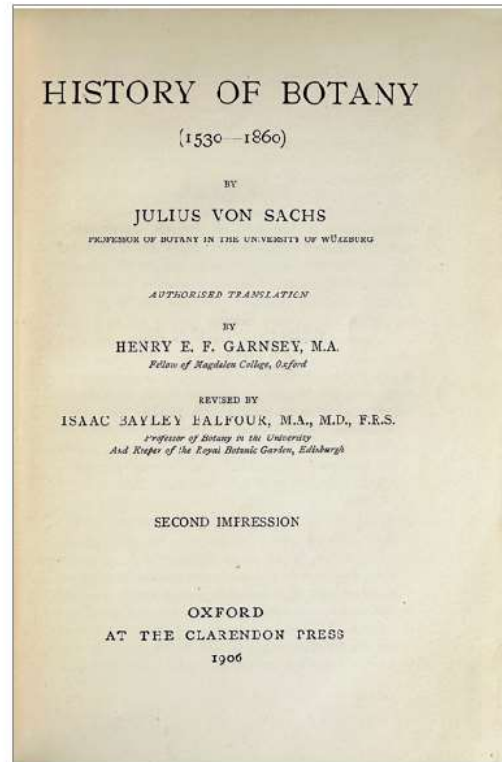 HISTORY OF BOTANY
(1530—1860)
BY
JULIUS VON SACHS
PROFESSOR OF BOTANY IN THE UNIVERSITY OF WÜRZBURG
AUTHORISED TRANSLATION
BY
HENRY E. F. GARNSEY, M.A.
Fellow of Magdalen College, Oxford
REVISED BY
ISAAC BAYLEY BALFOUR, M.A., M.D., F.R.S.
Professor of Botany in the University
And Keeper of the Royal Botanic Garden, Edinburgh
SECOND IMPRESSION
OXFORD
AT THE CLARENDON PRESS
1906